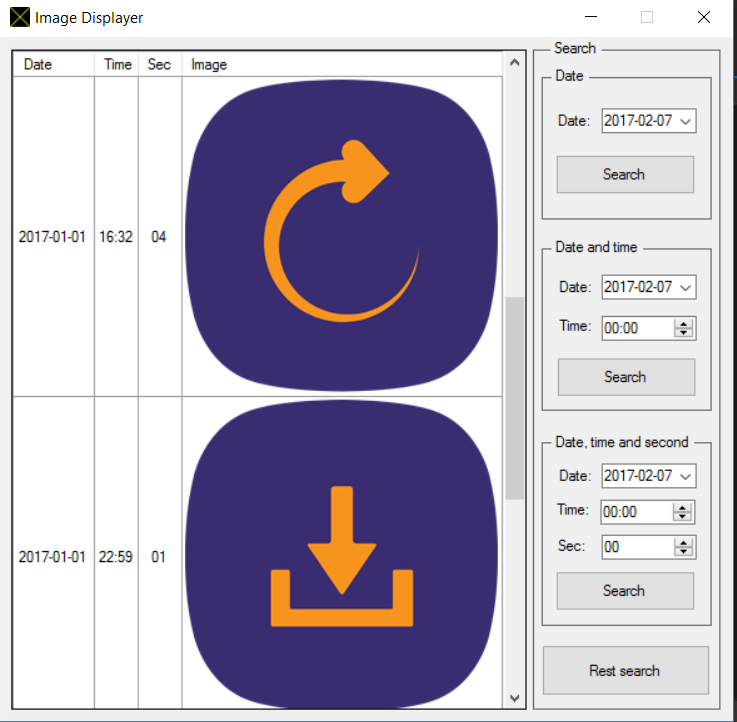 Image Displayer
Date Time Sec Image
2017-01-01 16:32 04
2017-01-01 22:59 01
Search
Date
Date: 2017-02-07
Search
Date and time
Date: 2017-02-07
Time: 00:00
Search
Date, time and second
Date: 2017-02-07
Time: 00:00
Sec: 00
Search
Rest search